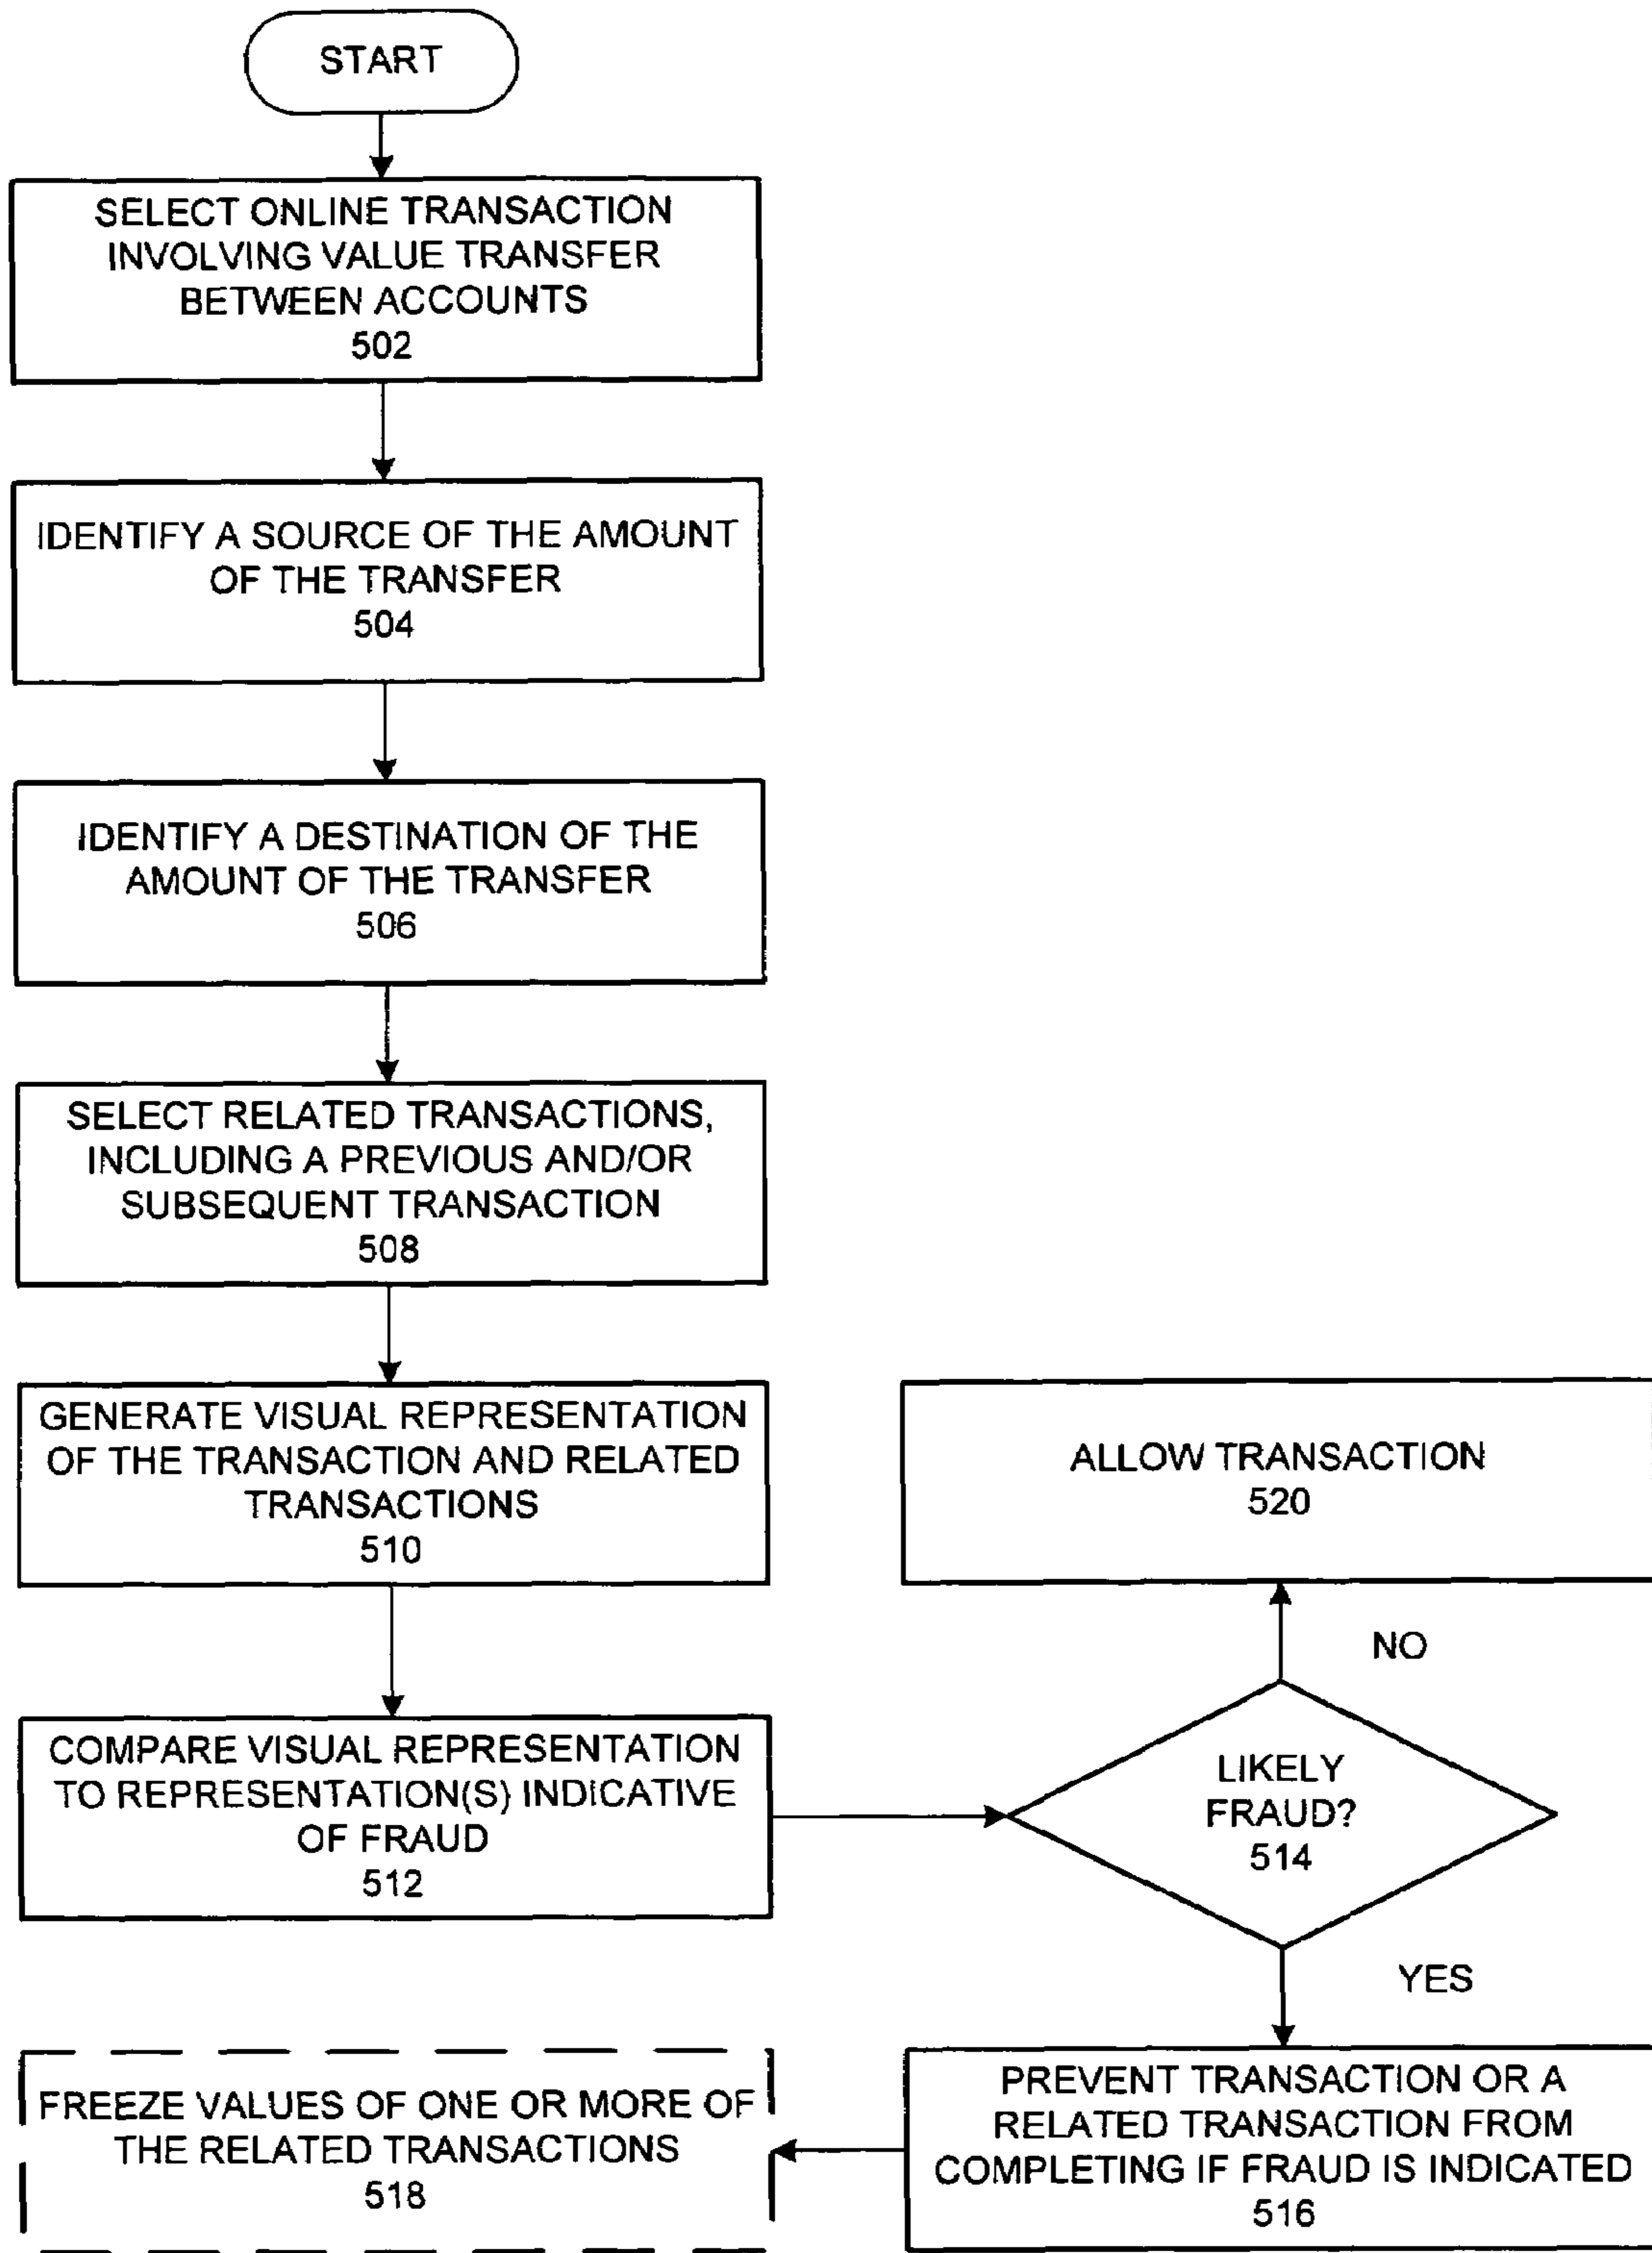 START
SELECT ONLINE TRANSACTION
INVOLVING VALUE TRANSFER
BETWEEN ACCOUNTS
502
IDENTIFY A SOURCE OF THE AMOUNT
OF THE TRANSFER
504
IDENTIFY A DESTINATION OF THE
AMOUNT OF THE TRANSFER
506
SELECT RELATED TRANSACTIONS,
INCLUDING A PREVIOUS AND/OR
SUBSEQUENT TRANSACTION
508
GENERATE VISUAL REPRESENTATION
OF THE TRANSACTION AND RELATED
TRANSACTIONS
510
COMPARE VISUAL REPRESENTATION
TO REPRESENTATION(S) INDICATIVE
OF FRAUD
512
LIKELY
FRAUD?
514
NO
ALLOW TRANSACTION
520
YES
PREVENT TRANSACTION OR A
RELATED TRANSACTION FROM
COMPLETING IF FRAUD IS INDICATED
516
FREEZE VALUES OF ONE OR MORE OF
THE RELATED TRANSACTIONS
518